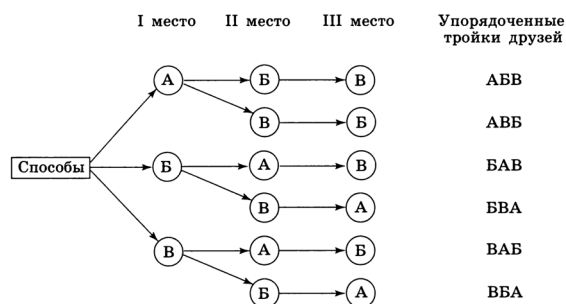 I место II место III место Упорядоченные
тройки друзей
А Б В АБВ
В Б АВБ
Способы Б А В БАВ
В А БВА
В А Б ВАБ
Б А ВБА